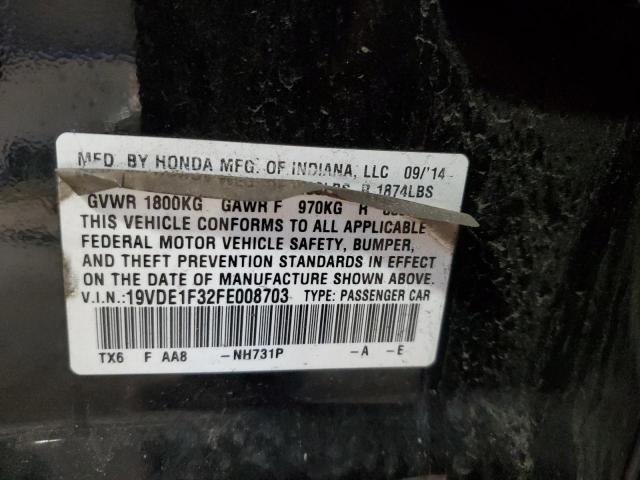 MFD. BY HONDA MFG. OF INDIANA, LLC 09/'14
R 1874LBS
GVWR 1800KG GAWR F 970KG R
THIS VEHICLE CONFORMS TO ALL APPLICABLE
FEDERAL MOTOR VEHICLE SAFETY, BUMPER,
AND THEFT PREVENTION STANDARDS IN EFFECT
ON THE DATE OF MANUFACTURE SHOWN ABOVE.
V.I.N.:19VDE1F32FE008703 TYPE: PASSENGER CAR
TX6 F AA8 -NH731P -A -E